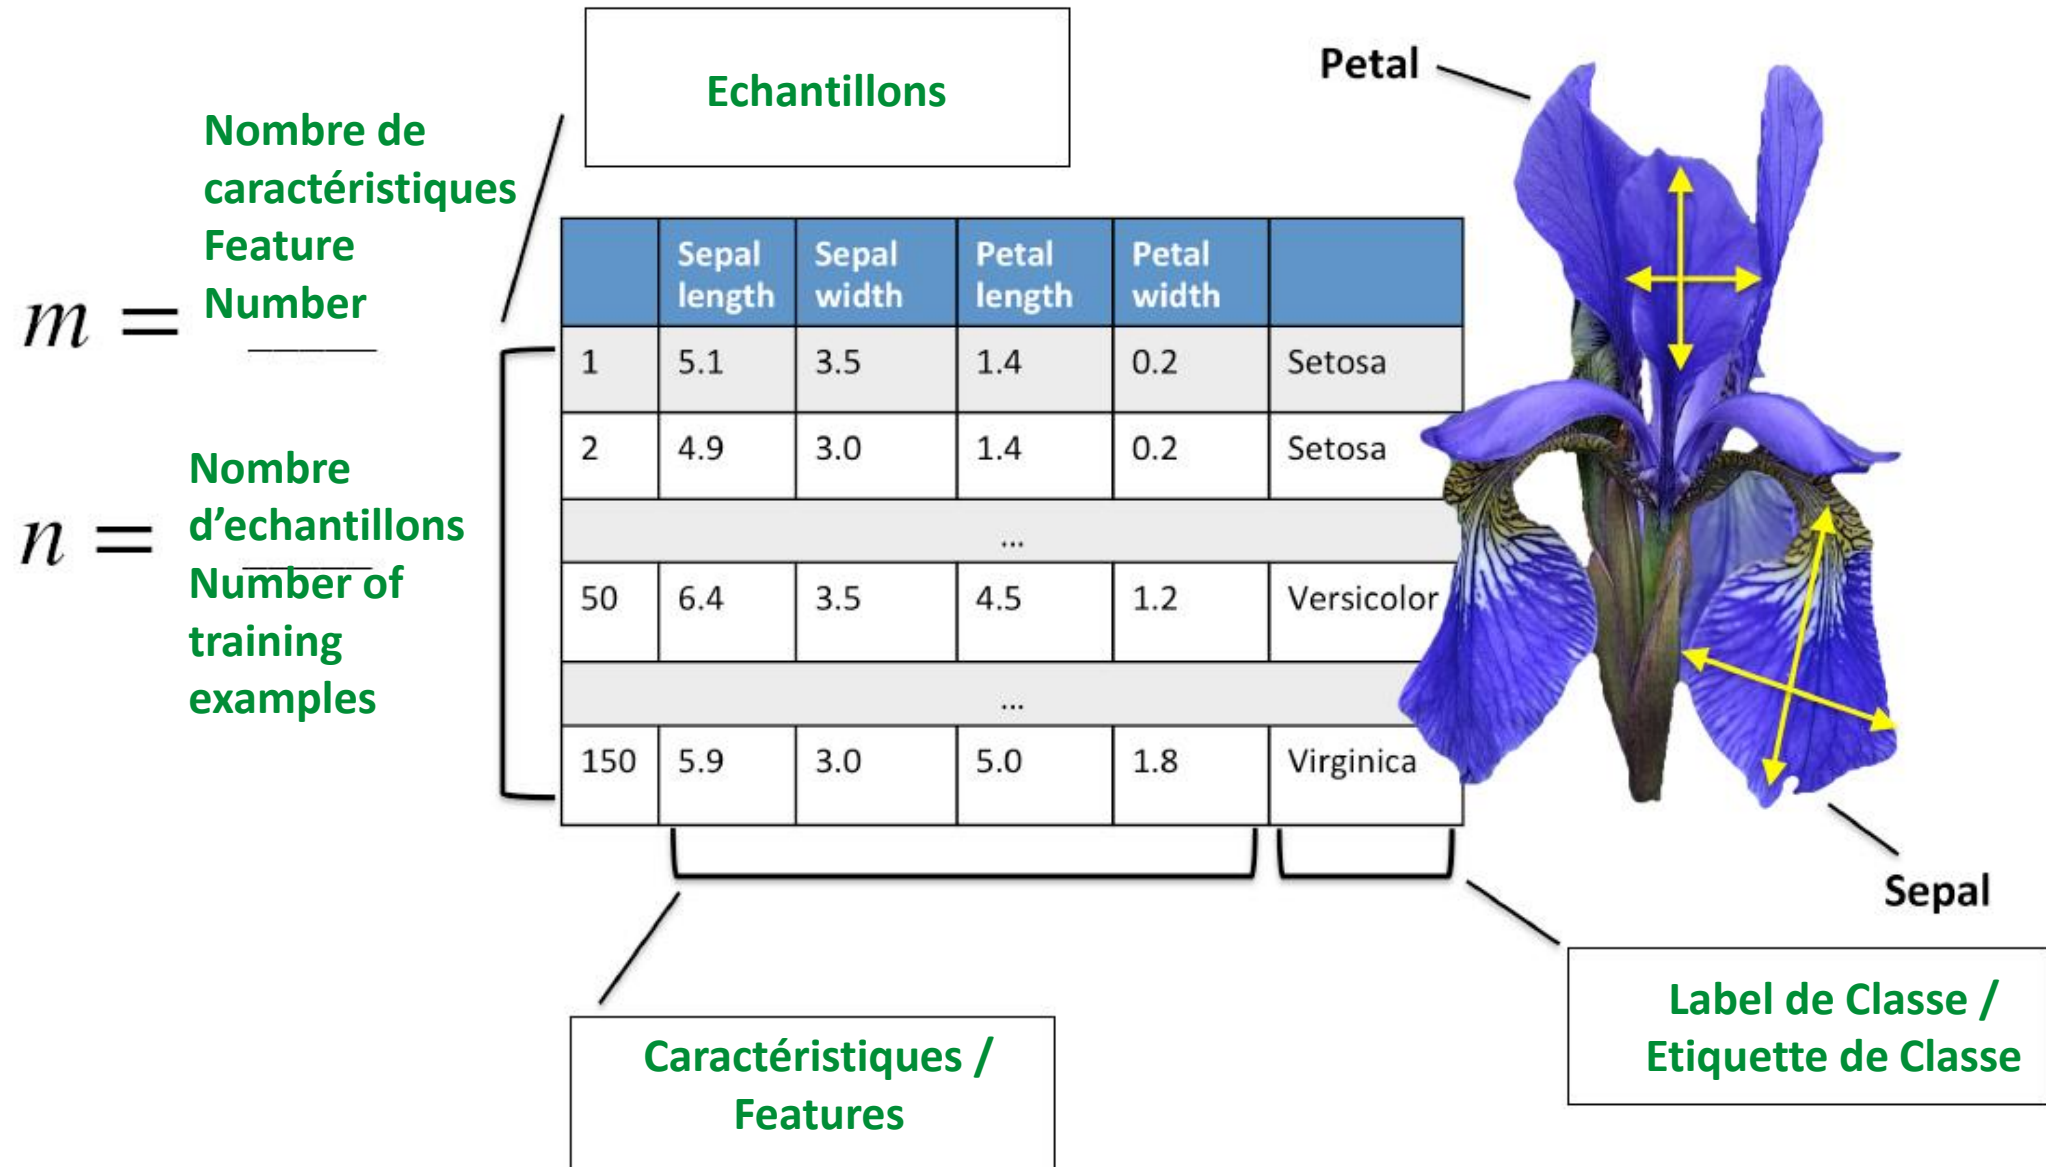 Echantillons
Petal
Nombre de
caractéristiques
Feature
Number
m =
Nombre
d’echantillons
Number of
training
examples
n =
Sepal length Sepal width Petal length Petal width
1 5.1 3.5 1.4 0.2 Setosa
2 4.9 3.0 1.4 0.2 Setosa
...
50 6.4 3.5 4.5 1.2 Versicolor
...
150 5.9 3.0 5.0 1.8 Virginica
Sepal
Caractéristiques /
Features
Label de Classe /
Etiquette de Classe